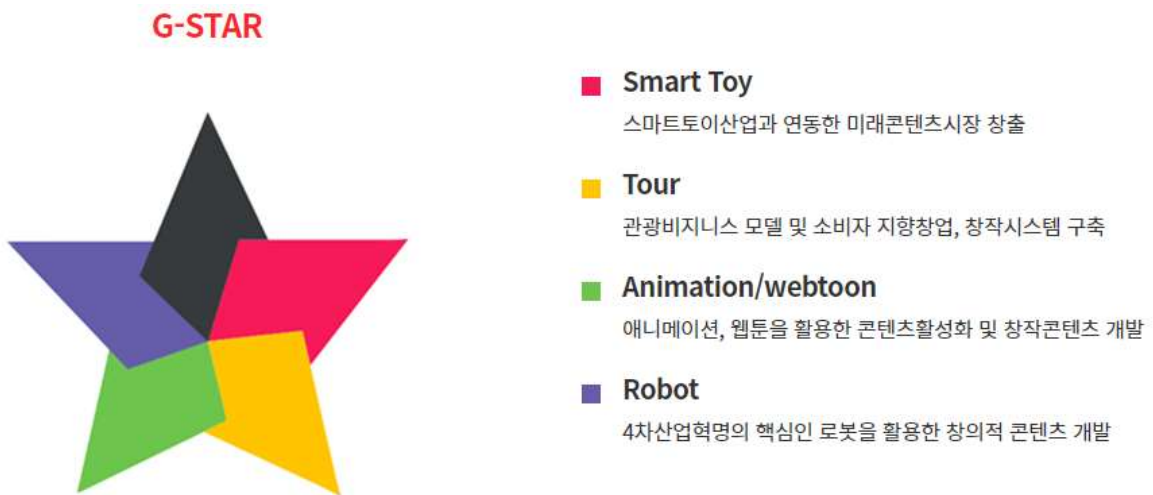 G-STAR
Smart Toy
스마트토이산업과 연동한 미래콘텐츠시장 창출
Tour
관광비지니스 모델 및 소비자 지향창업, 창작시스템 구축
Animation/webtoon
애니메이션, 웹툰을 활용한 콘텐츠활성화 및 창작콘텐츠 개발
Robot
4차산업혁명의 핵심인 로봇을 활용한 창의적 콘텐츠 개발